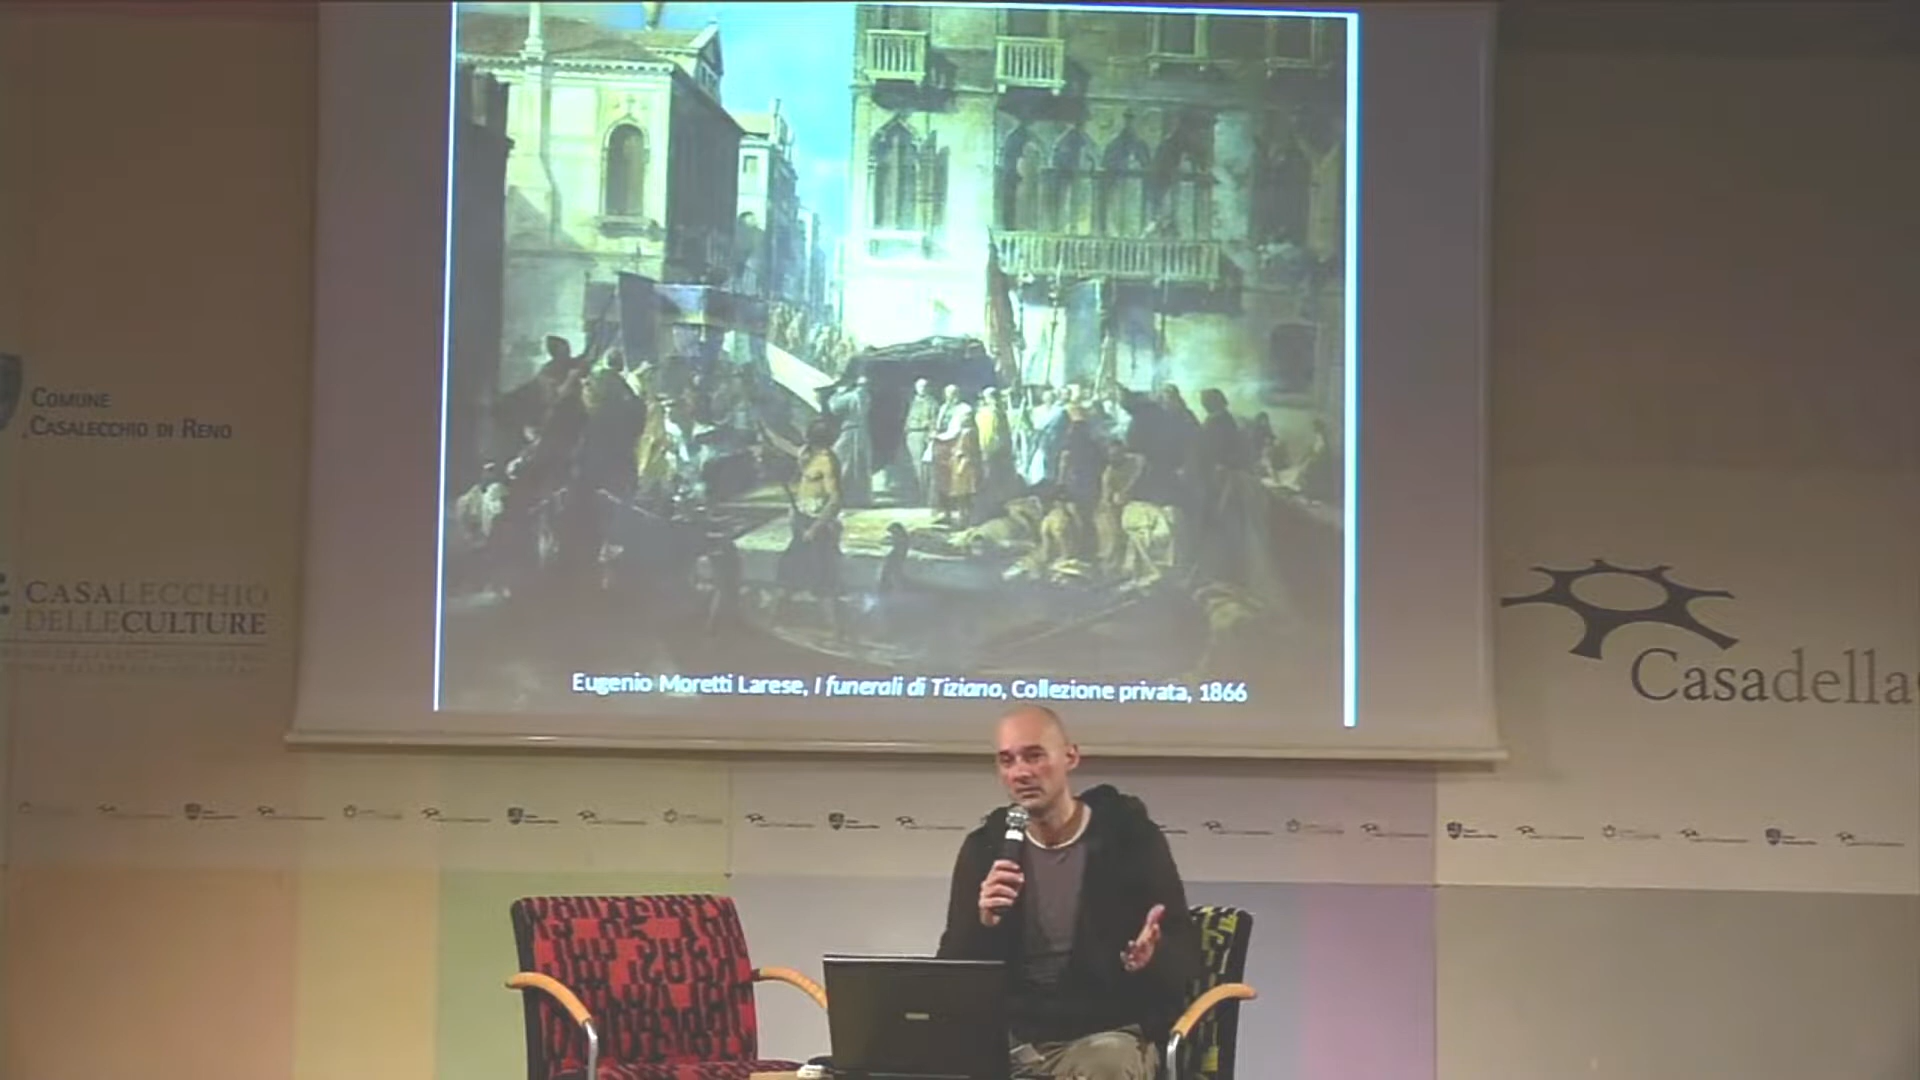 Eugenio Moretti Larese, I funerali di Tiziano, Collezione privata, 1866
COMUNE
CASALECCHIO DI RENO
CASALECCHIO
DELLECULTURE
Casadella